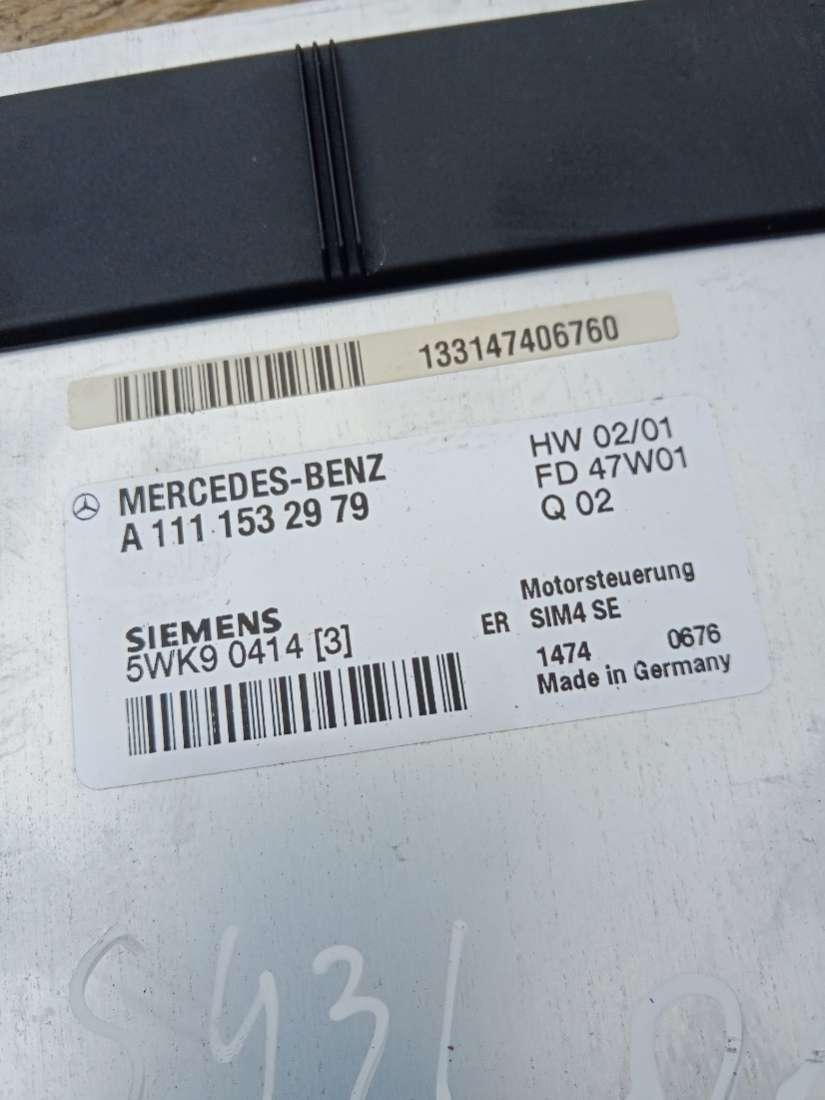 133147406760
MERCEDES-BENZ
A 111 153 29 79
HW 02/01
FD 47W01
Q 02
SIEMENS
5WK9 0414 [3]
Motorsteuerung
ER SIM4 SE
1474 0676
Made in Germany